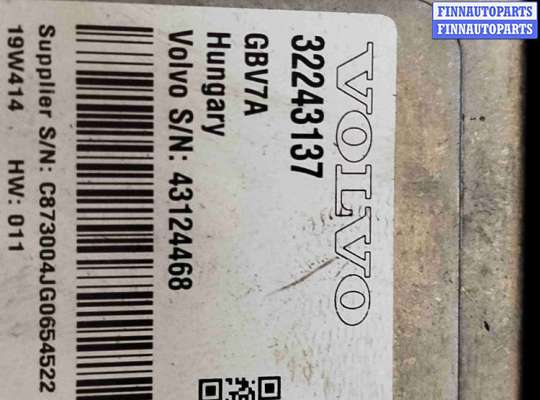 FINNAUTOPARTS
FINNAUTOPARTS
VOLVO
32243137
GBV7A
Hungary
Volvo S/N: 43124468
Supplier S/N: C873004JG0654522
19W414 HW: 011